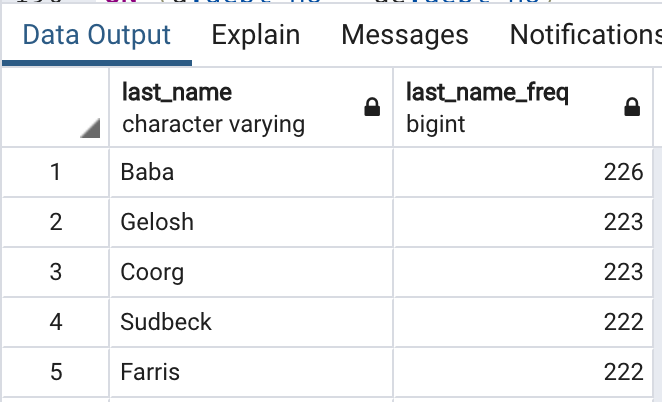 Data Output Explain Messages Notifications
last_name last_name_freq
character varying bigint
1 Baba 226
2 Gelosh 223
3 Coorg 223
4 Sudbeck 222
5 Farris 222